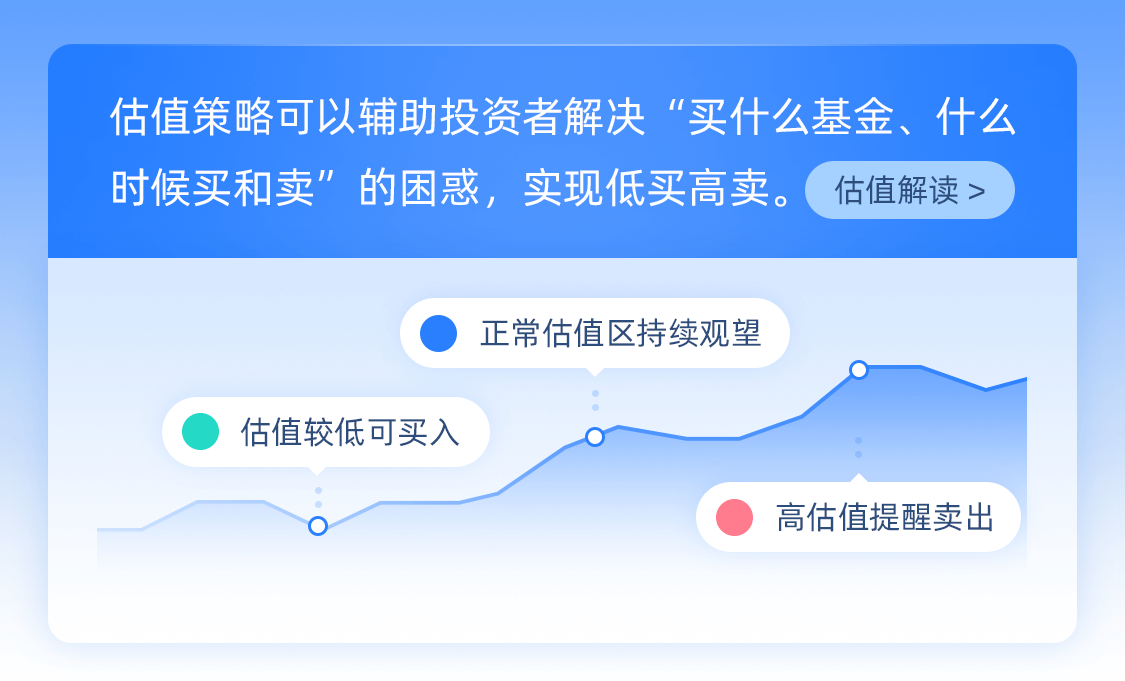 估值策略可以辅助投资者解决“买什么基金、什么
时候买和卖”的困惑，实现低买高卖。
估值解读 >
正常估值区持续观望
估值较低可买入
高估值提醒卖出